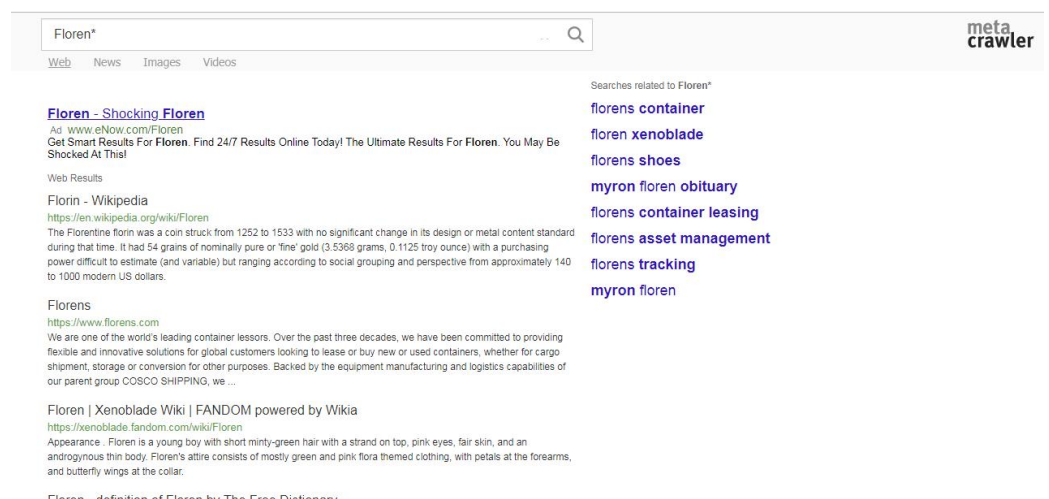 Floren*
meta
crawler
Web News Images Videos
Floren - Shocking Floren
Ad www.eNow.com/Floren
Get Smart Results For Floren. Find 24/7 Results Online Today! The Ultimate Results For Floren. You May Be
Shocked At This!
Web Results
Florin - Wikipedia
https://en.wikipedia.org/wiki/Floren
The Florentine florin was a coin struck from 1252 to 1533 with no significant change in its design or metal content standard
during that time. It had 54 grains of nominally pure or 'fine' gold (3.5368 grams, 0.1125 troy ounce) with a purchasing
power difficult to estimate (and variable) but ranging according to social grouping and perspective from approximately 140
to 1000 modern US dollars.
Florens
https://www.florens.com
We are one of the world's leading container lessors. Over the past three decades, we have been committed to providing
flexible and innovative solutions for global customers looking to lease or buy new or used containers, whether for cargo
shipment, storage or conversion for other purposes. Backed by the equipment manufacturing and logistics capabilities of
our parent group COSCO SHIPPING, we ...
Floren | Xenoblade Wiki | FANDOM powered by Wikia
https://xenoblade.fandom.com/wiki/Floren
Appearance . Floren is a young boy with short minty-green hair with a strand on top, pink eyes, fair skin, and an
androgynous thin body. Floren's attire consists of mostly green and pink flora themed clothing, with petals at the forearms,
and butterfly wings at the collar.
Floren - definition of Floren by The Free Dictionary
Searches related to Floren*
florens container
floren xenoblade
florens shoes
myron floren obituary
florens container leasing
florens asset management
florens tracking
myron floren